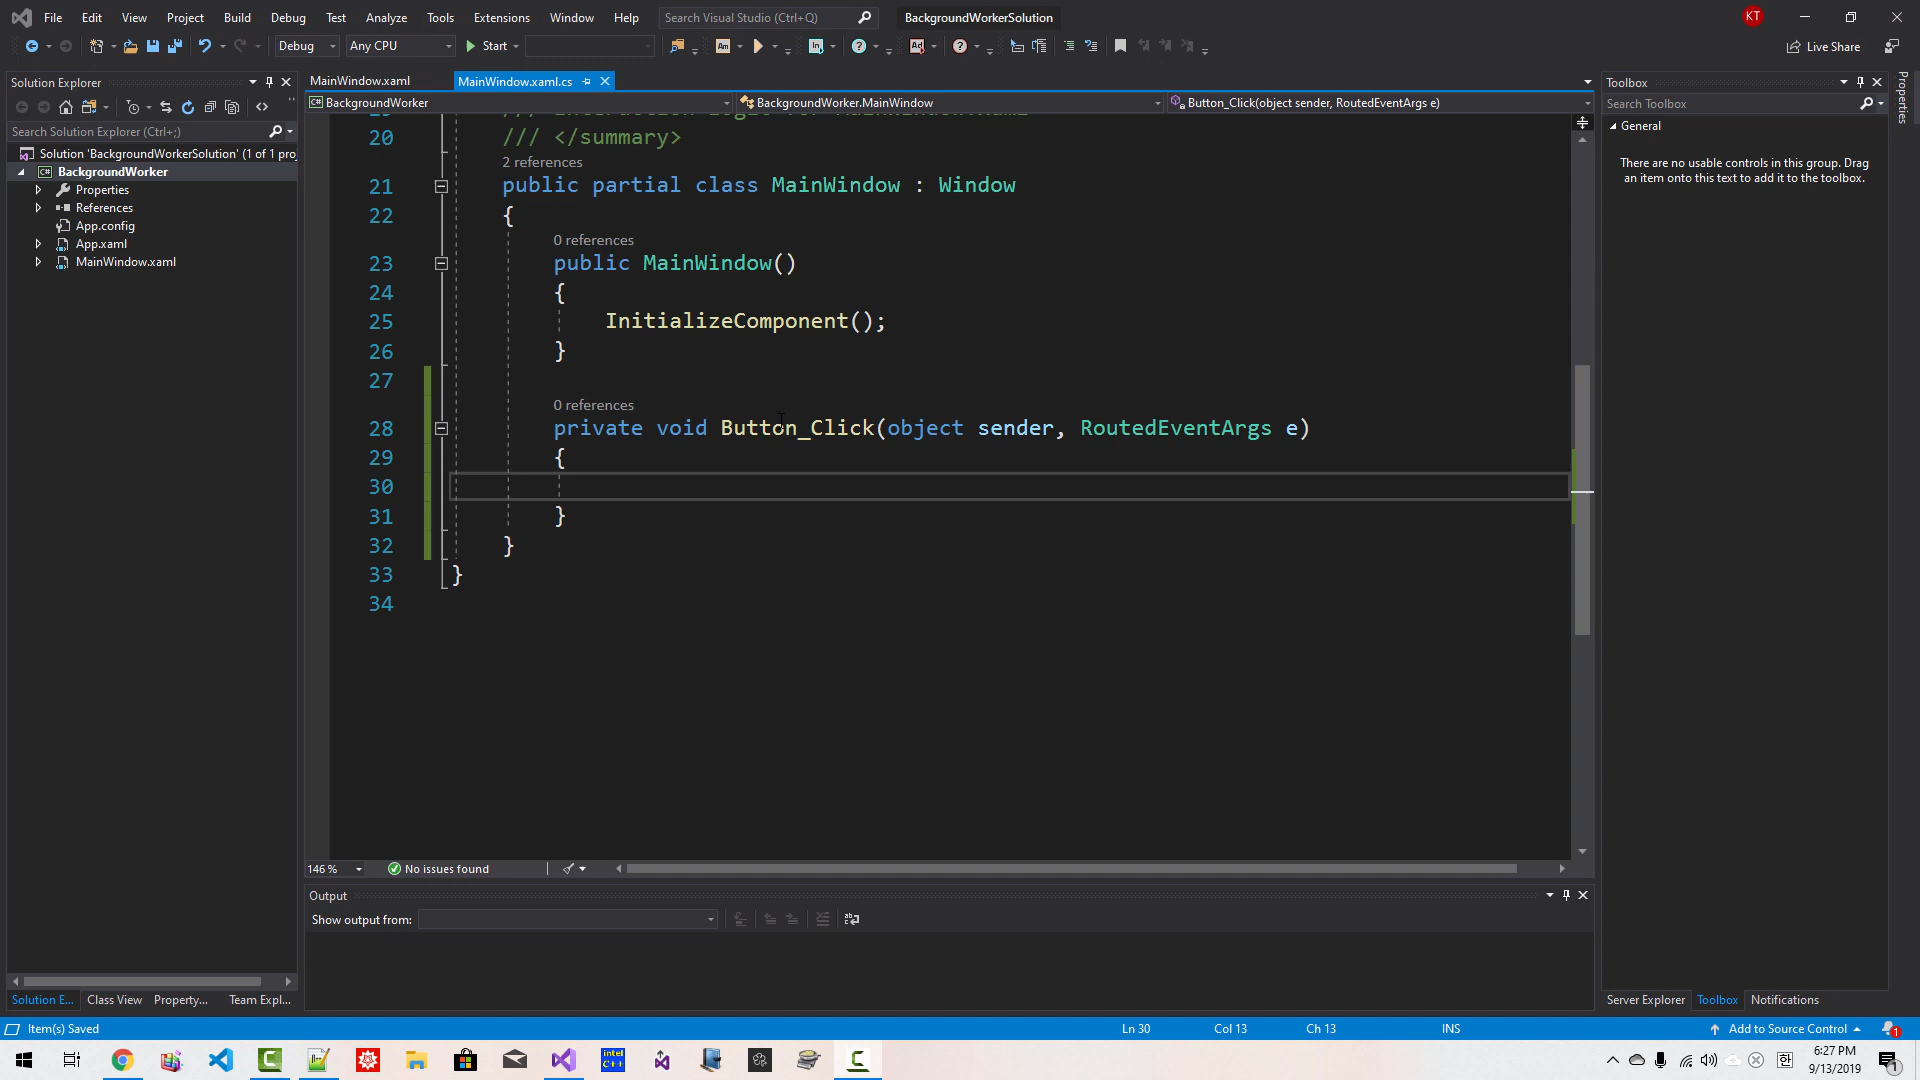 File Edit View Project Build Debug Test Analyze Tools Extensions Window Help Search Visual Studio (Ctrl+Q) BackgroundWorkerSolution KT
Debug Any CPU Start Live Share
Solution Explorer
Search Solution Explorer (Ctrl+;)
Solution 'BackgroundWorkerSolution' (1 of 1 proj
BackgroundWorker
Properties
References
App.config
App.xaml
MainWindow.xaml
Solution E... Class View Property... Team Expl...
MainWindow.xaml MainWindow.xaml.cs
BackgroundWorker BackgroundWorker.MainWindow Button_Click(object sender, RoutedEventArgs e)
20 /// </summary>
2 references
21 public partial class MainWindow : Window
22 {
0 references
23 public MainWindow()
24 {
25 InitializeComponent();
26 }
27
0 references
28 private void Button_Click(object sender, RoutedEventArgs e)
29 {
30
31 }
32 }
33 }
34
146 % No issues found
Output
Show output from:
Toolbox
Search Toolbox
General
There are no usable controls in this group. Drag
an item onto this text to add it to the toolbox.
Server Explorer Toolbox Notifications
Properties
Item(s) Saved Ln 30 Col 13 Ch 13 INS Add to Source Control 1
intel
C++
한
6:27 PM
9/13/2019
1